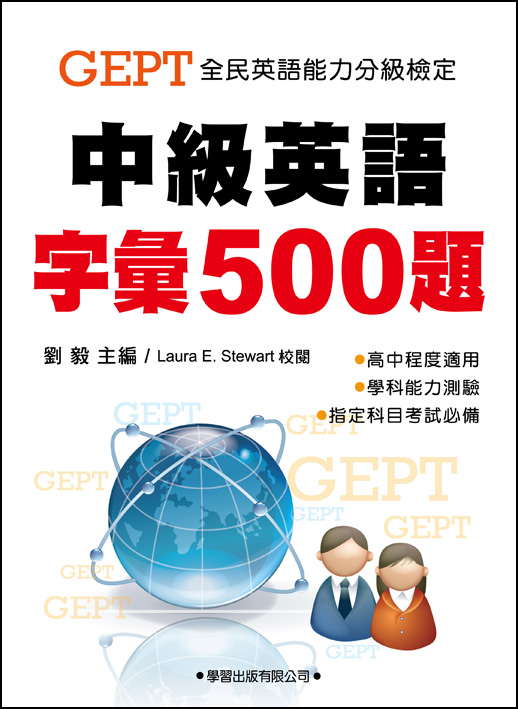 GEPT 全民英語能力分級檢定
中級英語
字彙500題
劉 毅 主編 / Laura E. Stewart 校閱
●高中程度適用
●學科能力測驗
●指定科目考試必備
GEPT
GEPT
GEPT
GEPT
GEPT
GEPT
GEPT
GEPT
GEPT
●學習出版有限公司●